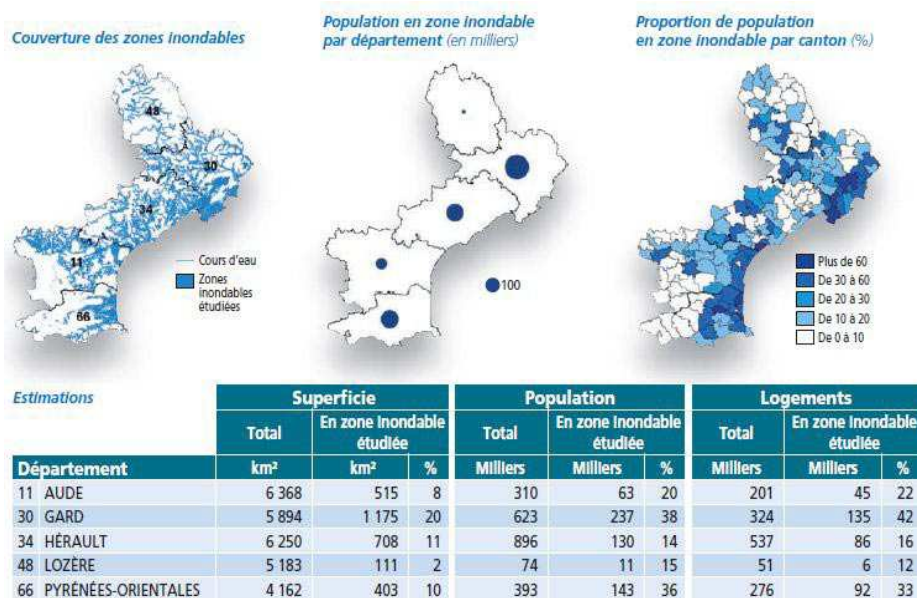 Couverture des zones inondables
48
30
34
11
66
Cours d'eau
Zones
inondables
étudiées
Population en zone inondable
par département (en milliers)
100
Proportion de population
en zone inondable par canton (%)
Plus de 60
De 30 à 60
De 20 à 30
De 10 à 20
De 0 à 10
Estimations
Superficie Population Logements
Total En zone inondable étudiée Total En zone inondable étudiée Total En zone inondable étudiée
Département km² km² % Milliers Milliers % Milliers Milliers %
11 AUDE 6 368 515 8 310 63 20 201 45 22
30 GARD 5 894 1 175 20 623 237 38 324 135 42
34 HÉRAULT 6 250 708 11 896 130 14 537 86 16
48 LOZÈRE 5 183 111 2 74 11 15 51 6 12
66 PYRÉNÉES-ORIENTALES 4 162 403 10 393 143 36 276 92 33